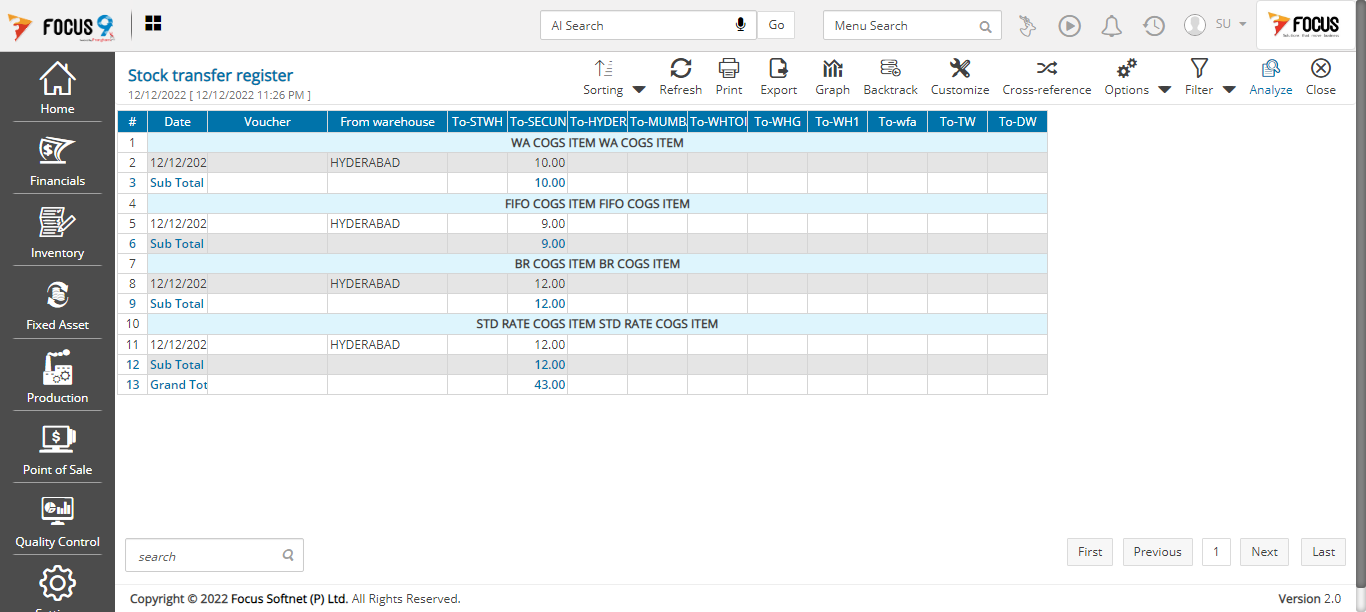 FOCUS 9 AI Search Go Menu Search SU FOCUS
Home
Financials
Inventory
Fixed Asset
Production
Point of Sale
Quality Control
Stock transfer register
12/12/2022 [ 12/12/2022 11:26 PM ]
Sorting Refresh Print Export Graph Backtrack Customize Cross-reference Options Filter Analyze Close
# Date Voucher From warehouse To-STWH To-SECUN To-HYDER To-MUMB To-WHTOI To-WHG To-WH1 To-wfa To-TW To-DW
1 WA COGS ITEM WA COGS ITEM
2 12/12/202 HYDERABAD 10.00
3 Sub Total 10.00
4 FIFO COGS ITEM FIFO COGS ITEM
5 12/12/202 HYDERABAD 9.00
6 Sub Total 9.00
7 BR COGS ITEM BR COGS ITEM
8 12/12/202 HYDERABAD 12.00
9 Sub Total 12.00
10 STD RATE COGS ITEM STD RATE COGS ITEM
11 12/12/202 HYDERABAD 12.00
12 Sub Total 12.00
13 Grand Tot 43.00
search First Previous 1 Next Last
Copyright © 2022 Focus Softnet (P) Ltd. All Rights Reserved. Version 2.0